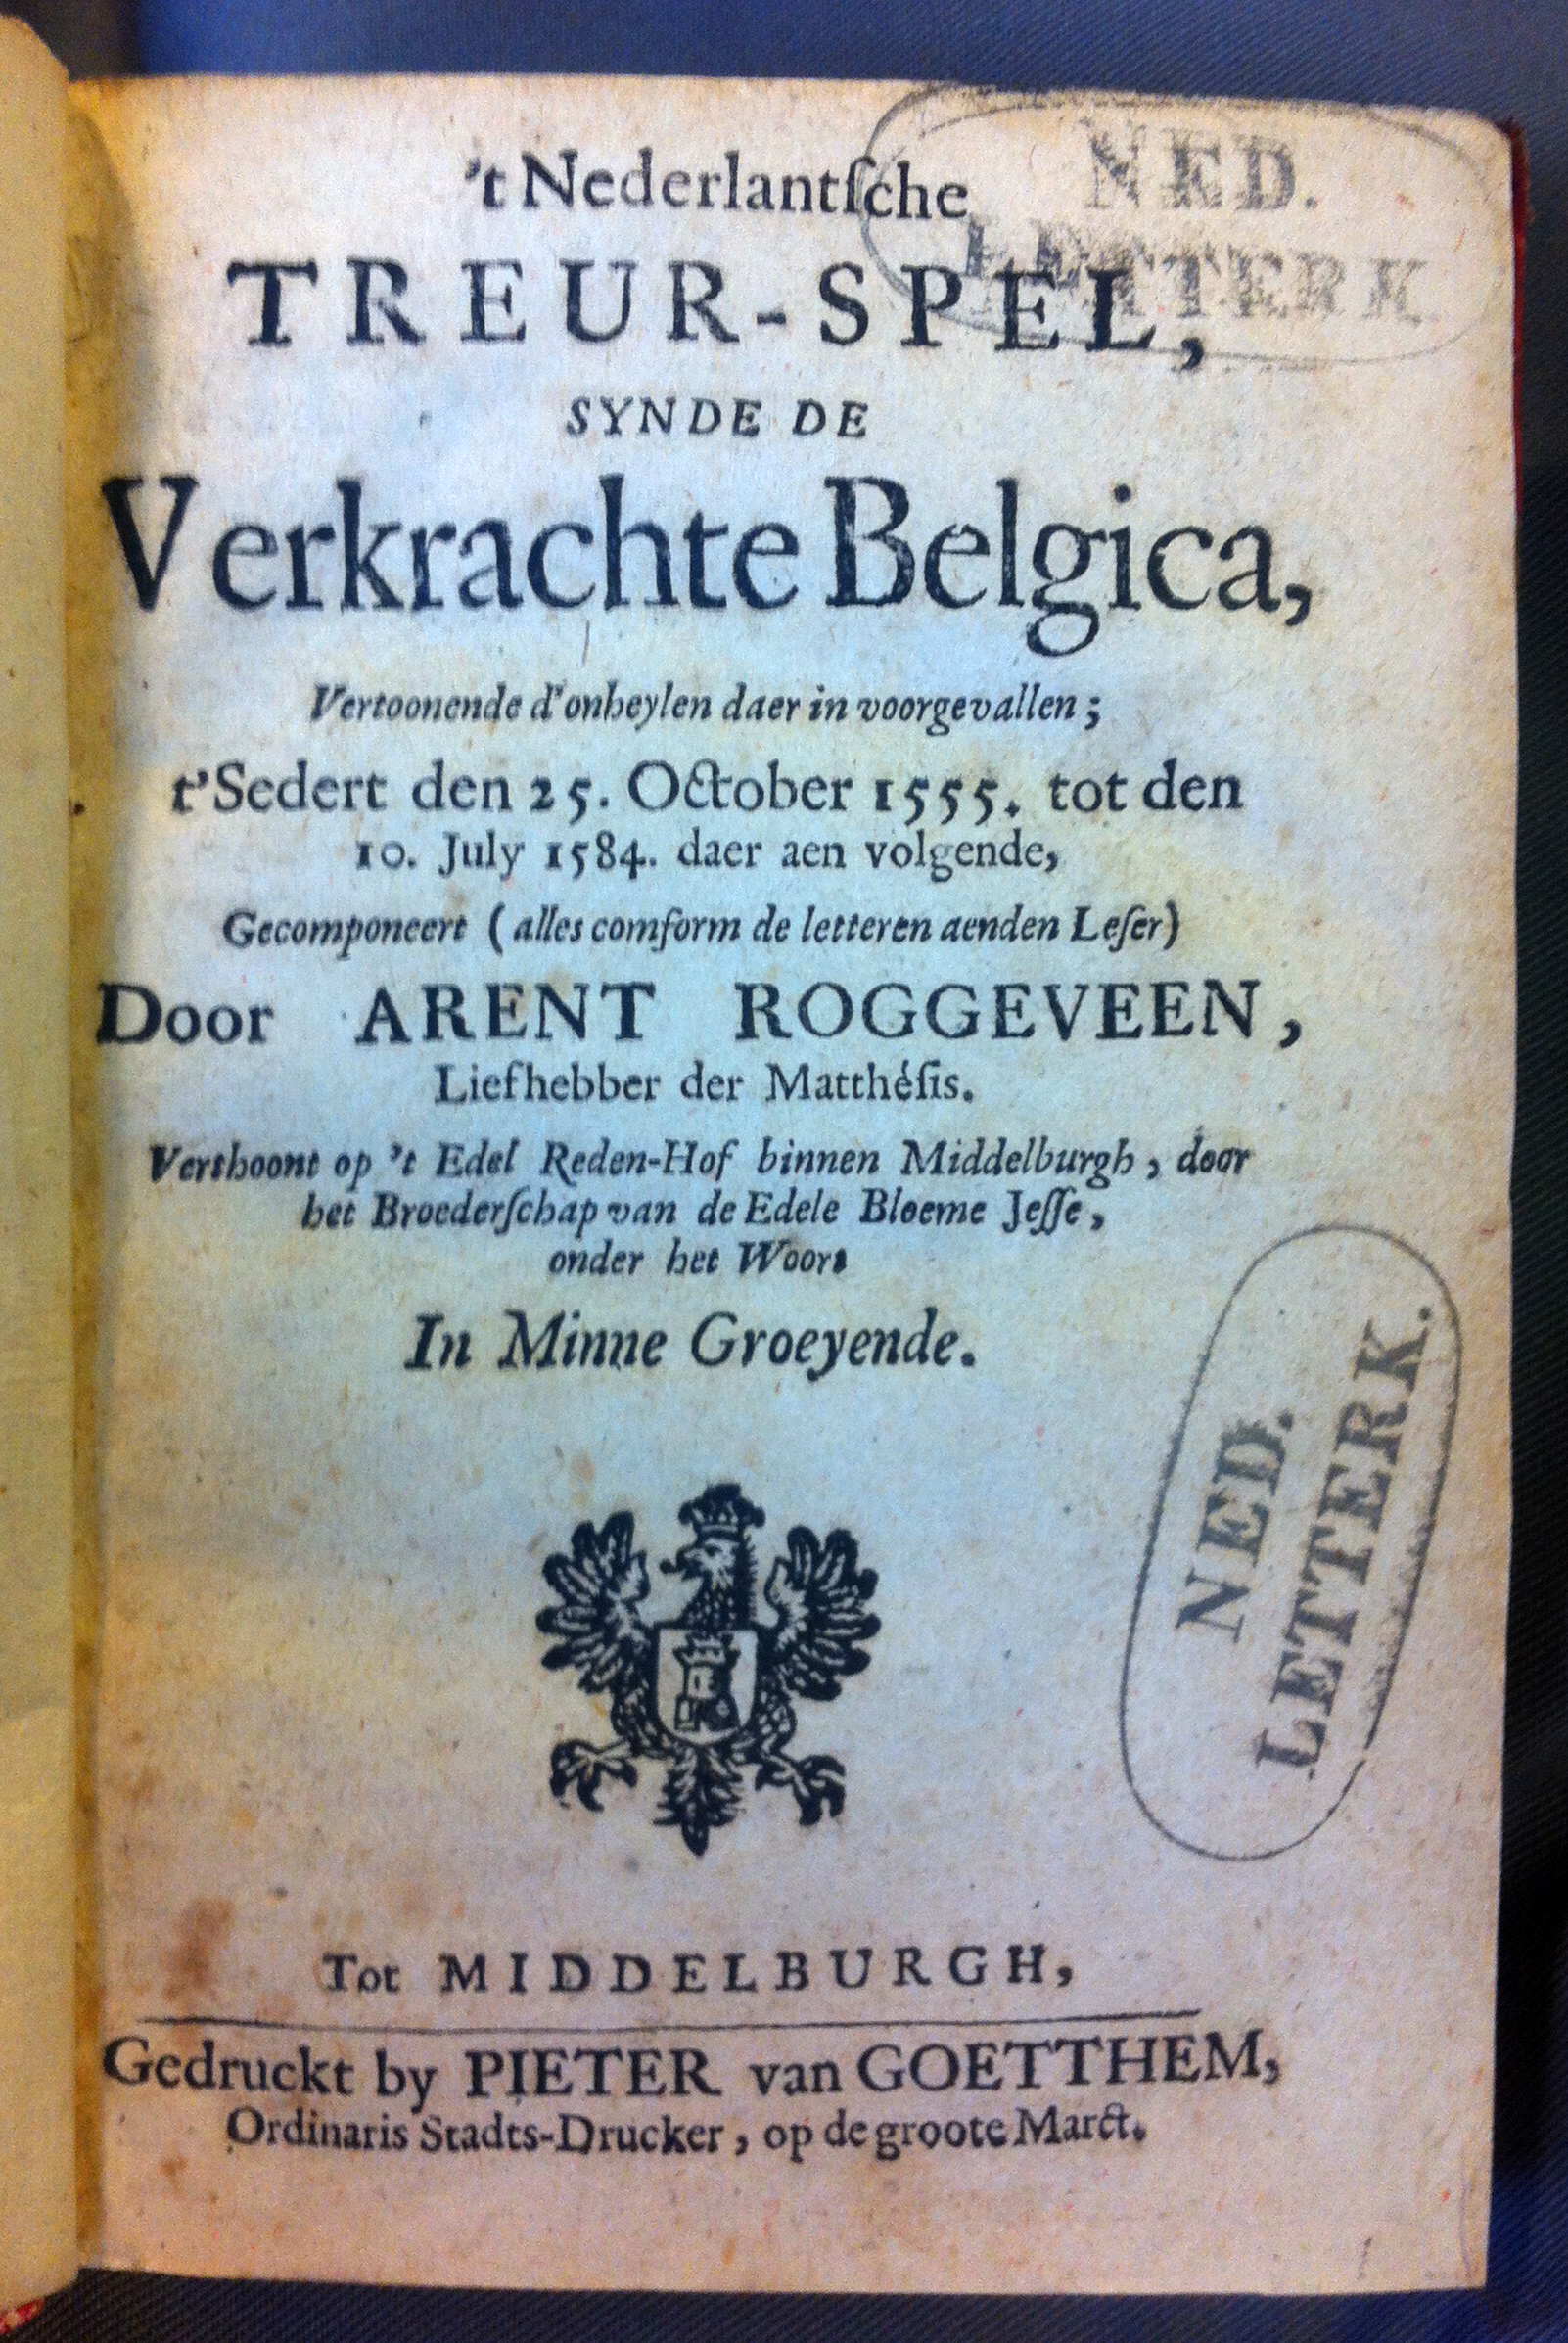 't Nederlantſche
TREUR-SPEL,
SYNDE DE
Verkrachte Belgica,
Vertoonende d'onheylen daer in voorgevallen;
t'Sedert den 25. October 1555. tot den
10. July 1584. daer aen volgende,
Gecomponeert (alles comform de letteren aenden Leſer)
Door ARENT ROGGEVEEN,
Liefhebber der Matthéſis.
Verthoont op 't Edel Reden-Hof binnen Middelburgh, door
het Broederſchap van de Edele Bloeme Jeſſe,
onder het Woort
In Minne Groeyende.
Tot MIDDELBURGH,
Gedruckt by PIETER van GOETTHEM,
Ordinaris Stadts-Drucker, op de groote Marct.
NED.
LETTERK.
NED.
LETTERK.